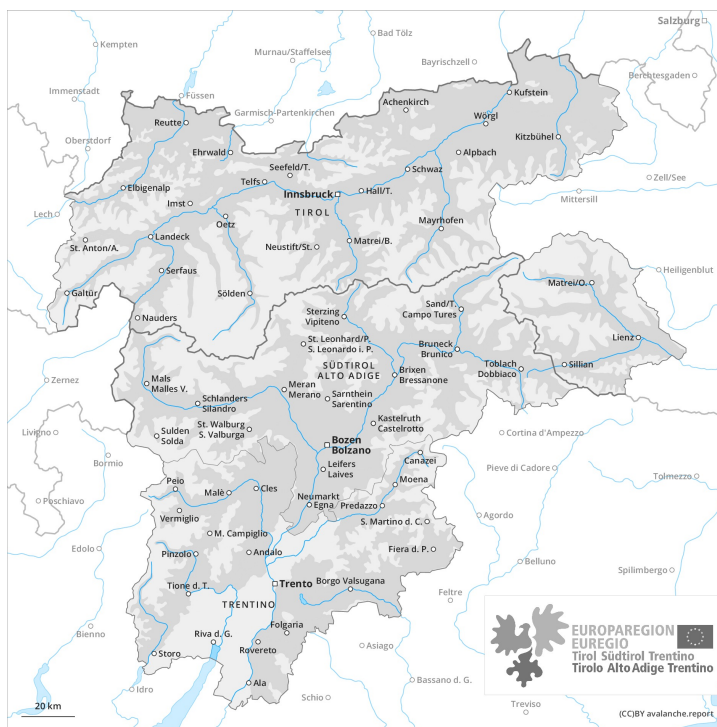 Salzburg
Bad Tölz
Kempten
Murnau/Staffelsee
Bayrischzell
Berchtesgaden
Immenstadt
Füssen
Kufstein
Achenkirch
Garmisch-Partenkirchen
Reutte
Wörgl
Oberstdorf
Kitzbühel
Ehrwald
Alpbach
Seefeld/T.
Schwaz
Telfs
Zell/See
Elbigenalp
Innsbruck
Hall/T.
Mittersill
Imst
TIROL
Lech
Oetz
Mayrhofen
Landeck
St. Anton/A.
Neustift/St.
Matrei/B.
Serfaus
Heiligenblut
Matrei/O.
Galtür
Sölden
Sand/T.
Campo Tures
Nauders
Sterzing
Vipiteno
St. Leonhard/P.
S. Leonardo i. P.
Lienz
Bruneck
Brunico
SÜDTIROL
ALTO ADIGE
Toblach
Dobbiaco
Sillian
Brixen
Bressanone
Zernez
Mals
Malles V.
Meran
Merano
Sarnthein
Sarentino
Schlanders
Silandro
Kastelruth
Castelrotto
St. Walburg
S. Valburga
Sulden
Solda
Livigno
Cortina d'Ampezzo
Bozen
Bolzano
Canazei
Bormio
Leifers
Laives
Pieve di Cadore
Tolmezzo
Peio
Malè
Cles
Moena
Poschiavo
Neumarkt
Egna
Predazzo
Vermiglio
S. Martino d. C.
Agordo
M. Campiglio
Edolo
Pinzolo
Andalo
Fiera d. P.
Belluno
Spilimbergo
Tione d. T.
Trento
Borgo Valsugana
Feltre
TRENTINO
Folgaria
Bienno
Riva d. G.
Storo
Rovereto
Asiago
EUROPAREGION
EUREGIO
Tirol Südtirol Trentino
Tirolo Alto Adige Trentino
Ala
Idro
Schio
Bassano d. G.
Treviso
20 km
(CC)BY avalanche.report